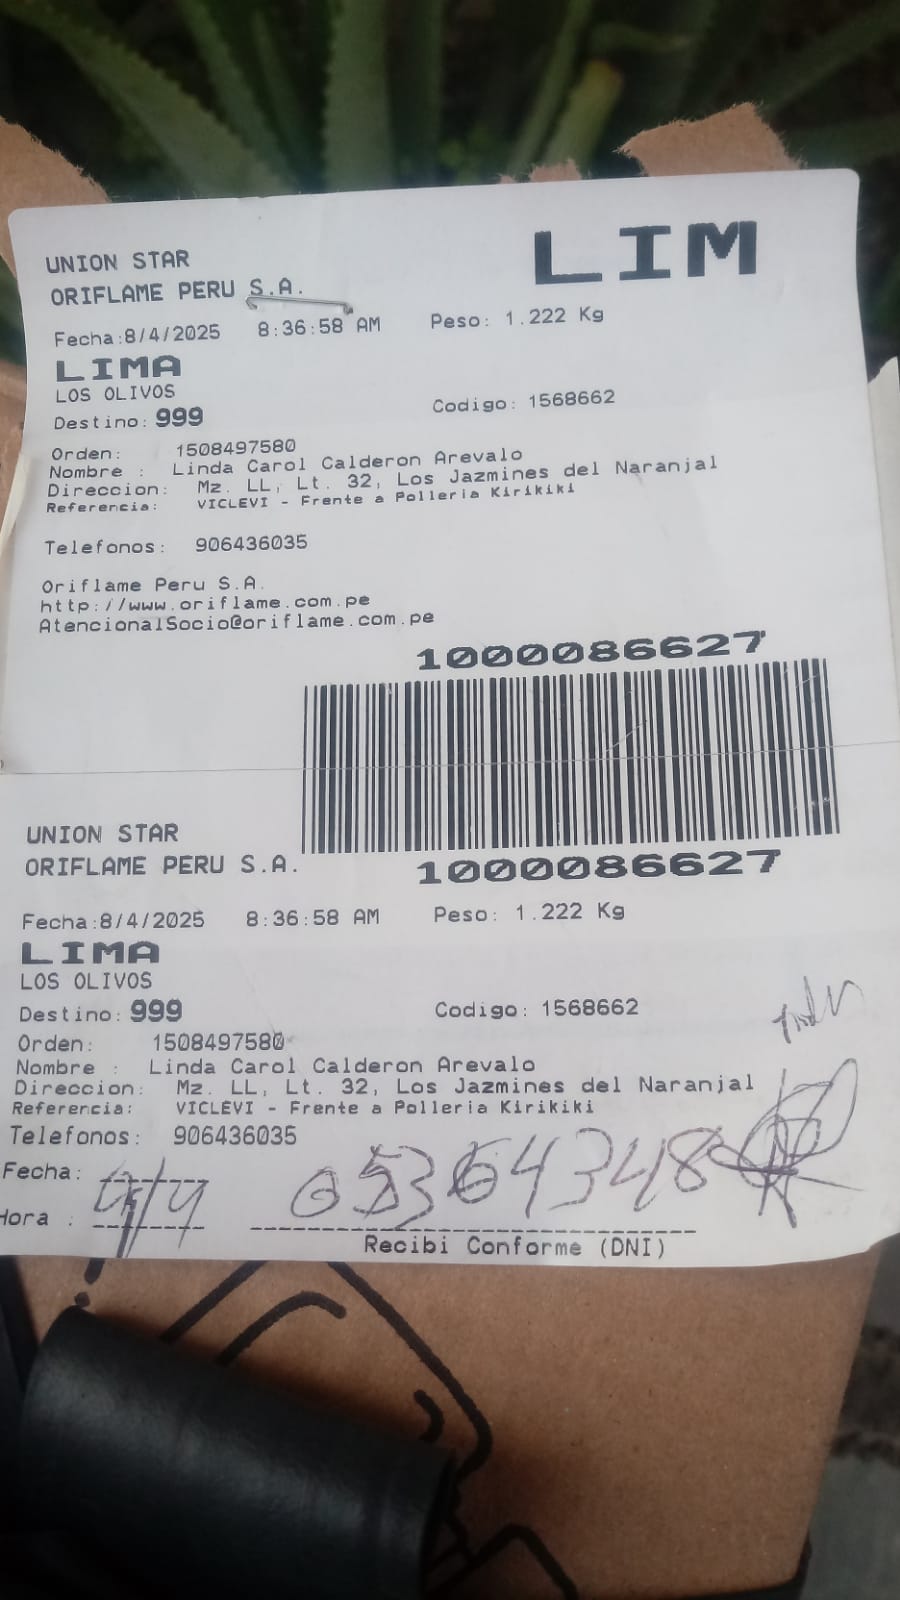 UNION STAR
LIM
ORIFLAME PERU S.A.
Fecha:8/4/2025 8:36:58 AM Peso: 1.222 Kg
LIMA
LOS OLIVOS
Destino: 999 Codigo: 1568662
Orden: 1508497580
Nombre : Linda Carol Calderon Arevalo
Direccion: Mz. LL, Lt. 32, Los Jazmines del Naranjal
Referencia: VICLEVI - Frente a Polleria Kirikiki
Telefonos: 906436035
Oriflame Peru S.A.
http://www.oriflame.com.pe
AtencionalSocio@oriflame.com.pe
1000086627
1000086627
UNION STAR
ORIFLAME PERU S.A.
Fecha:8/4/2025 8:36:58 AM Peso: 1.222 Kg
LIMA
LOS OLIVOS
Destino: 999 Codigo: 1568662
Orden: 1508497580
Nombre : Linda Carol Calderon Arevalo
Direccion: Mz. LL, Lt. 32, Los Jazmines del Naranjal
Referencia: VICLEVI - Frente a Polleria Kirikiki
Telefonos: 906436035
Fecha:
Hora :
Recibi Conforme (DNI)